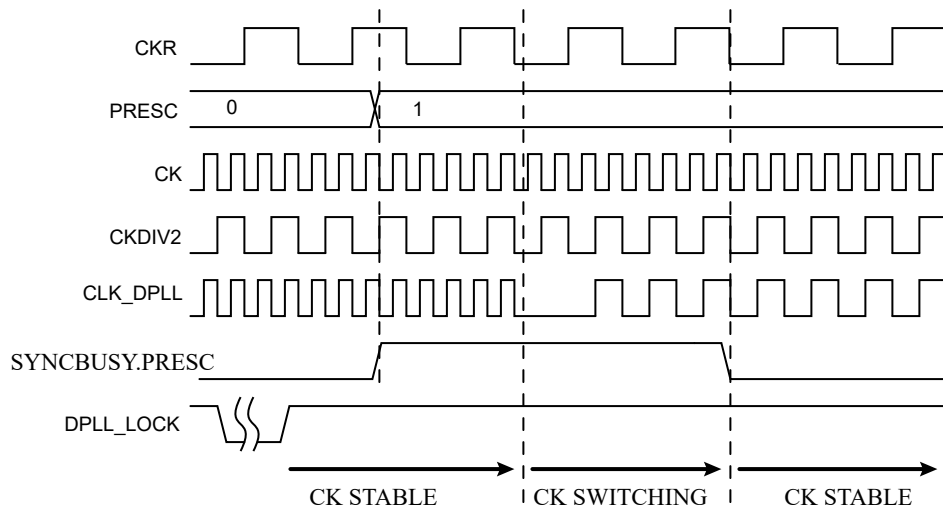 CKR
PRESC 0 1
CK
CKDIV2
CLK_DPLL
SYNCBUSY.PRESC
DPLL_LOCK
CK STABLE CK SWITCHING CK STABLE